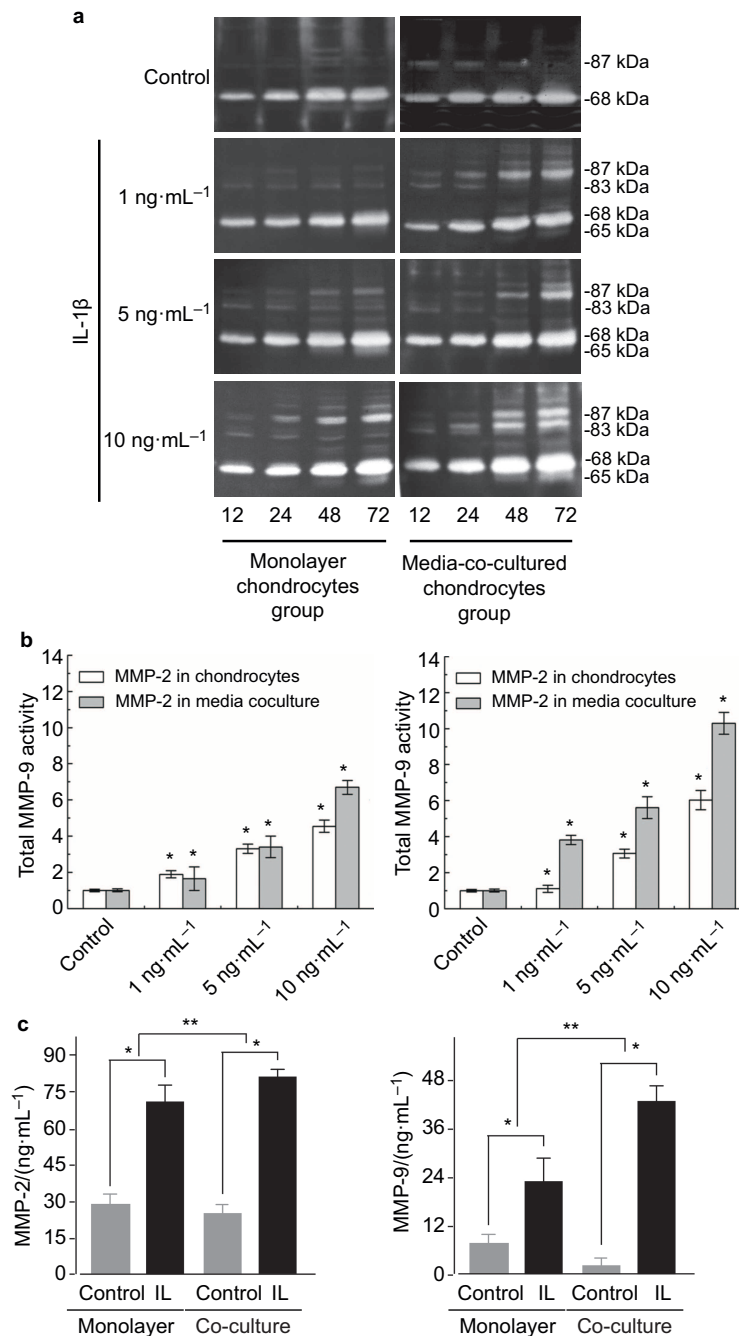 a
Control
-87 kDa
-68 kDa
IL-1β
1 ng·mL⁻¹
-87 kDa
-83 kDa
-68 kDa
-65 kDa
5 ng·mL⁻¹
-87 kDa
-83 kDa
-68 kDa
-65 kDa
10 ng·mL⁻¹
-87 kDa
-83 kDa
-68 kDa
-65 kDa
12 24 48 72 12 24 48 72
Monolayer chondrocytes group
Media-co-cultured chondrocytes group
b
Total MMP-9 activity
14
12
10
8
6
4
2
0
MMP-2 in chondrocytes
MMP-2 in media coculture
* * * * * *
Control 1 ng·mL⁻¹ 5 ng·mL⁻¹ 10 ng·mL⁻¹
Total MMP-9 activity
14
12
10
8
6
4
2
0
MMP-2 in chondrocytes
MMP-2 in media coculture
* * * * * *
Control 1 ng·mL⁻¹ 5 ng·mL⁻¹ 10 ng·mL⁻¹
c
MMP-2/(ng·mL⁻¹)
90
75
60
45
30
15
0
**
* *
Control IL Control IL
Monolayer Co-culture
MMP-9/(ng·mL⁻¹)
48
36
24
12
0
**
* *
Control IL Control IL
Monolayer Co-culture